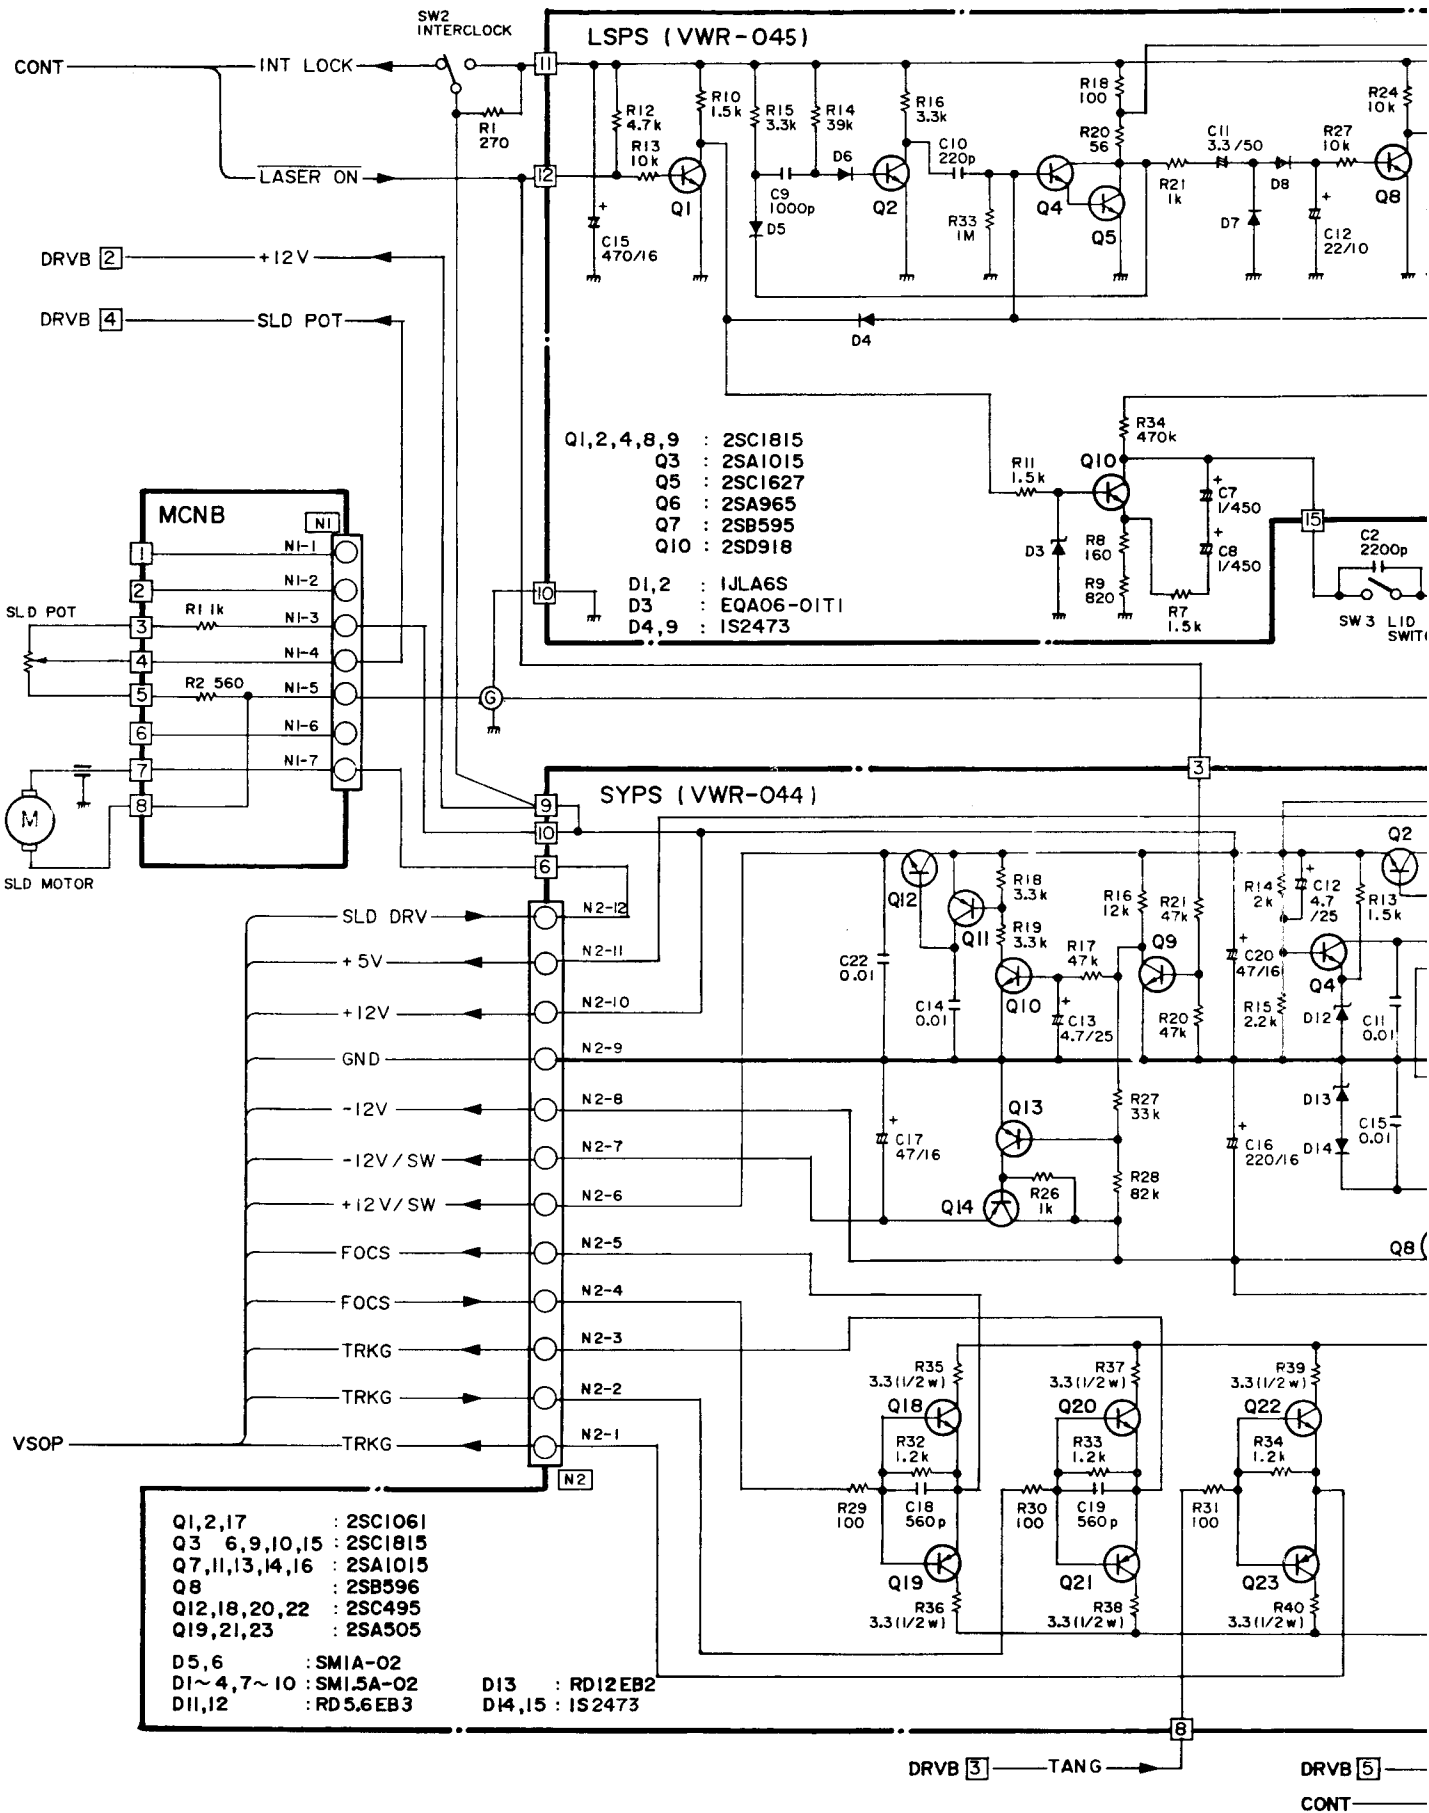 SW2
INTERCLOCK
LSPS (VWR-045)
CONT
INT LOCK
11
R1
270
LASER ON
12
R12
4.7k
R13
10k
R10
1.5k
Q1
C15
470/16
+
R15
3.3k
R14
39k
D6
C9
1000p
D5
R16
3.3k
Q2
C10
220p
R33
1M
R18
100
R20
56
Q4
Q5
R21
1k
C11
3.3/50
D8
D7
R27
10k
C12
22/10
+
R24
10k
Q8
DRVB 2
+12V
DRVB 4
SLD POT
D4
Q1,2,4,8,9 : 2SC1815
Q3 : 2SA1015
Q5 : 2SC1627
Q6 : 2SA965
Q7 : 2SB595
Q10 : 2SD918
D1,2 : 1JLA6S
D3 : EQA06-01T1
D4,9 : 1S2473
R34
470k
R11
1.5k
Q10
D3
R8
160
R9
820
R7
1.5k
+
C7
1/450
+
C8
1/450
15
C2
2200p
SW3 LID
10
MCNB
N1
1
N1-1
2
N1-2
SLD POT
3
R1 1k
N1-3
4
N1-4
5
R2 560
N1-5
G
6
N1-6
7
N1-7
8
M
SLD MOTOR
3
SYPS (VWR-044)
9
10
6
Q2
SLD DRV
N2-12
+5V
N2-11
+12V
N2-10
GND
N2-9
-12V
N2-8
-12V/SW
N2-7
+12V/SW
N2-6
FOCS
N2-5
FOCS
N2-4
TRKG
N2-3
TRKG
N2-2
VSOP
TRKG
N2-1
N2
Q12
Q11
R18
3.3k
R19
3.3k
R17
47k
R16
12k
R21
47k
Q9
C22
0.01
C14
0.01
Q10
+
C13
4.7/25
R20
47k
+
C20
47/16
R14
2k
+
C12
4.7
/25
R13
1.5k
Q4
R15
2.2k
D12
C11
0.01
Q13
R27
33k
D13
C15
0.01
+
C17
47/16
+
C16
220/16
D14
Q14
R26
1k
R28
82k
Q8
R35
3.3(1/2w)
Q18
R32
1.2k
R29
100
C18
560p
Q19
R36
3.3(1/2w)
R37
3.3(1/2w)
Q20
R33
1.2k
R30
100
C19
560p
Q21
R38
3.3(1/2w)
R39
3.3(1/2w)
Q22
R34
1.2k
R31
100
Q23
R40
3.3(1/2w)
Q1,2,17 : 2SC1061
Q3 6,9,10,15 : 2SC1815
Q7,11,13,14,16 : 2SA1015
Q8 : 2SB596
Q12,18,20,22 : 2SC495
Q19,21,23 : 2SA505
D5,6 : SM1A-02
D1~4,7~10 : SM1.5A-02
D11,12 : RD5.6EB3
D13 : RD12EB2
D14,15 : 1S2473
8
DRVB 3
TANG
DRVB 5
CONT